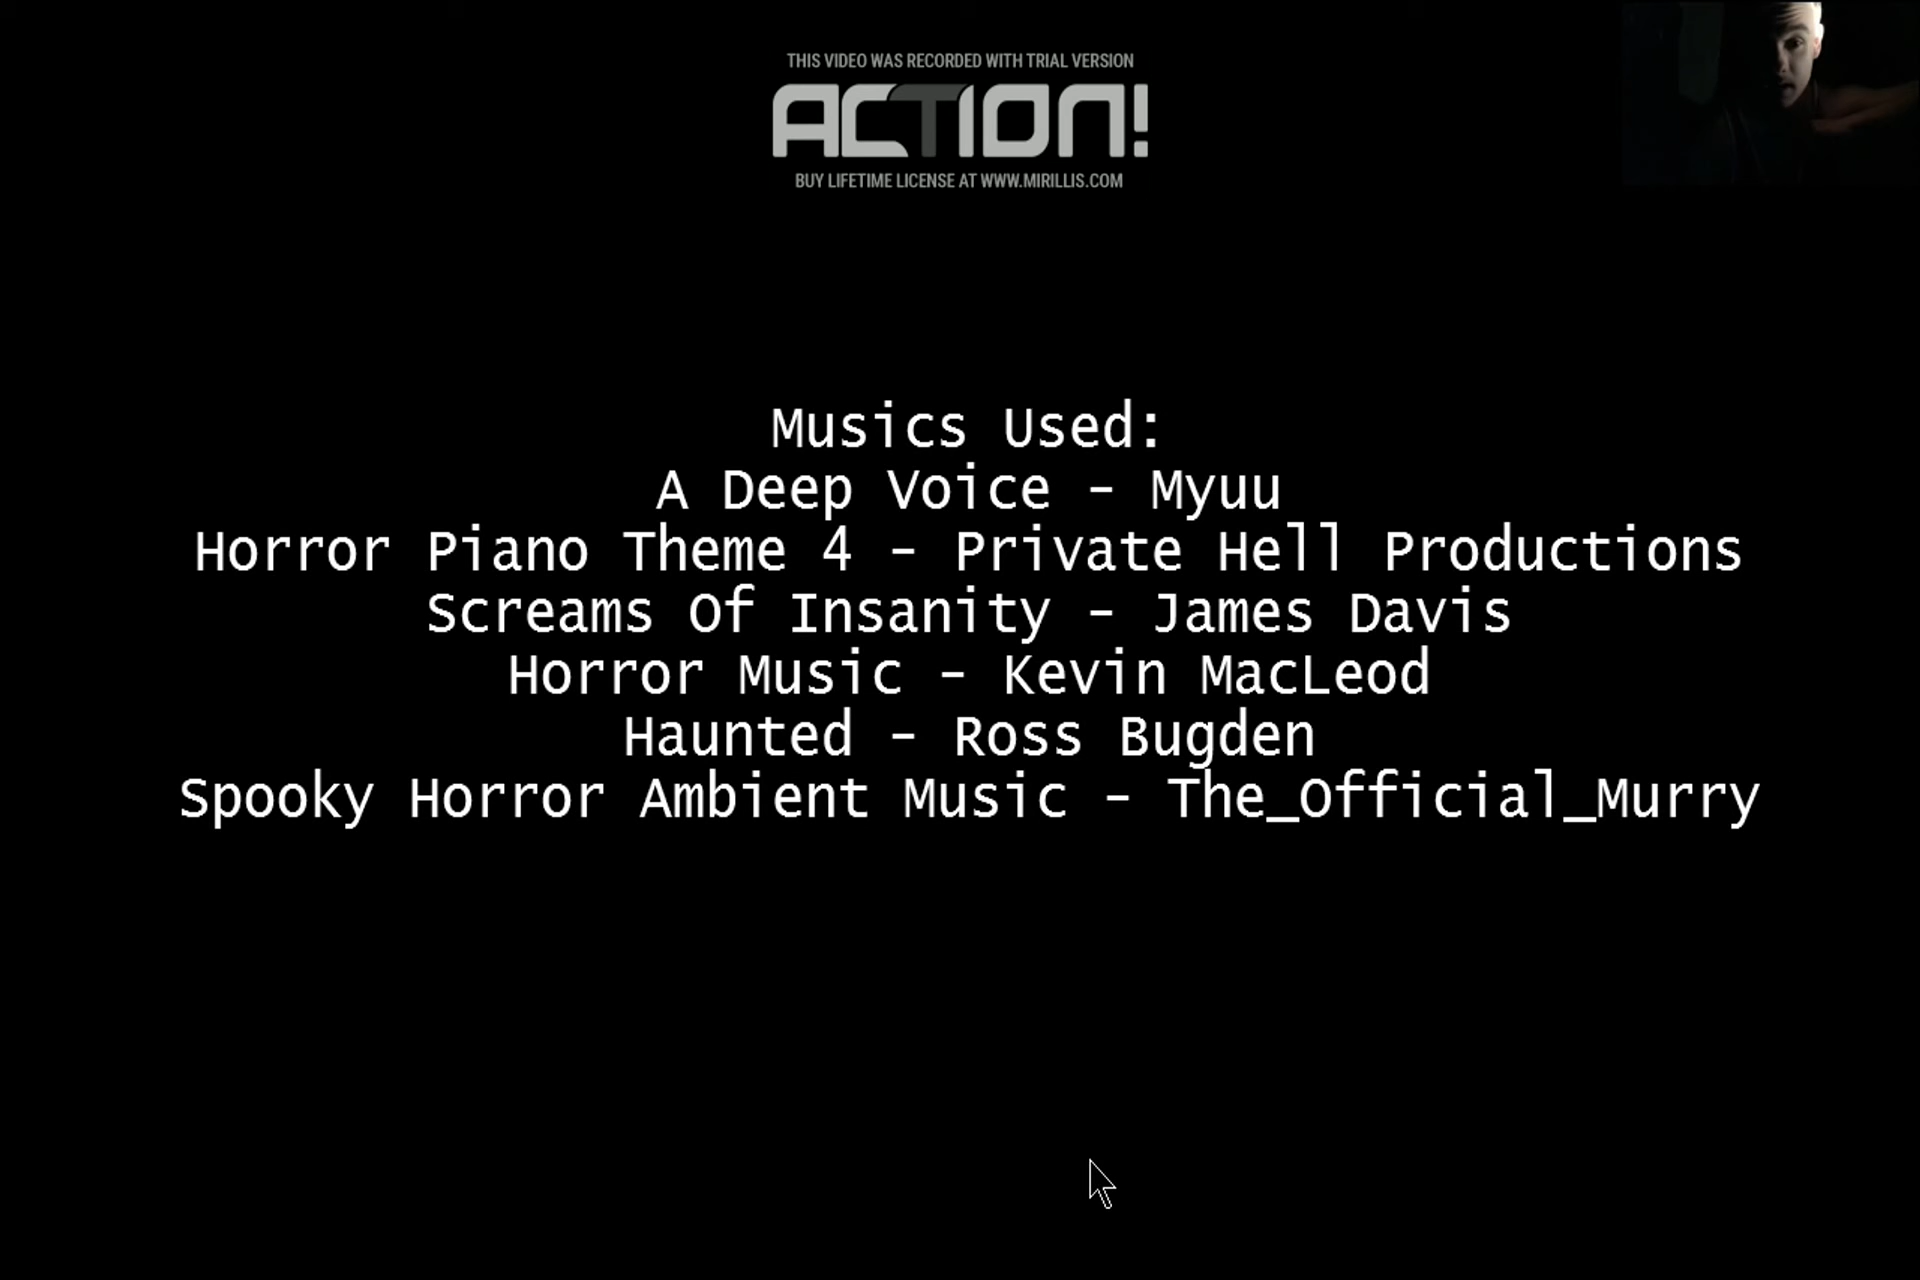 THIS VIDEO WAS RECORDED WITH TRIAL VERSION
ACTION!
BUY LIFETIME LICENSE AT WWW.MIRILLIS.COM
Musics Used:
A Deep Voice - Myuu
Horror Piano Theme 4 - Private Hell Productions
Screams Of Insanity - James Davis
Horror Music - Kevin MacLeod
Haunted - Ross Bugden
Spooky Horror Ambient Music - The_Official_Murry